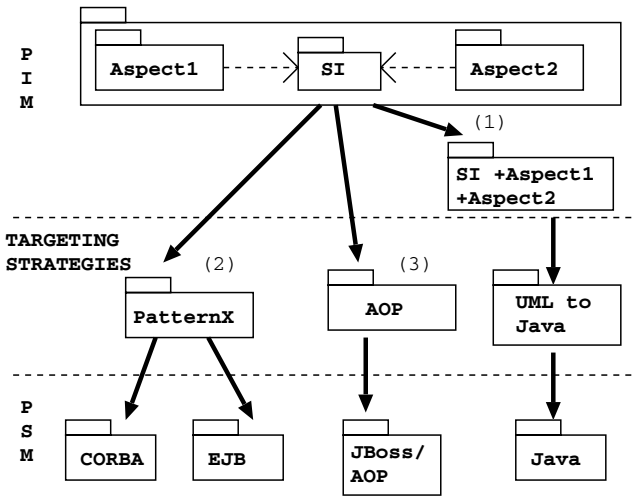 P
I
M
Aspect1
SI
Aspect2
(1)
SI +Aspect1
+Aspect2
TARGETING
STRATEGIES
(2)
(3)
PatternX
AOP
UML to
Java
P
S
M
CORBA
EJB
JBoss/
AOP
Java